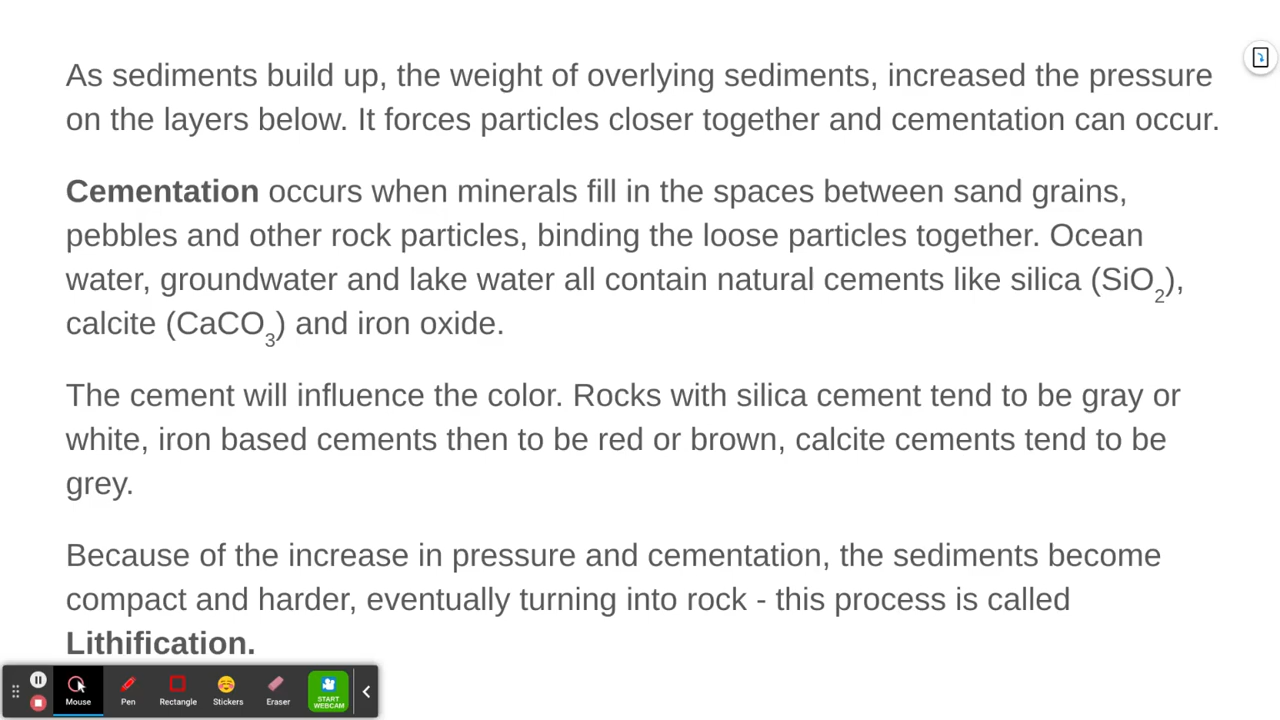 As sediments build up, the weight of overlying sediments, increased the pressure
on the layers below. It forces particles closer together and cementation can occur.
Cementation occurs when minerals fill in the spaces between sand grains,
pebbles and other rock particles, binding the loose particles together. Ocean
water, groundwater and lake water all contain natural cements like silica (SiO₂),
calcite (CaCO₃) and iron oxide.
The cement will influence the color. Rocks with silica cement tend to be gray or
white, iron based cements then to be red or brown, calcite cements tend to be
grey.
Because of the increase in pressure and cementation, the sediments become
compact and harder, eventually turning into rock - this process is called
Lithification.
Mouse Pen Rectangle Stickers Eraser START
WEBCAM